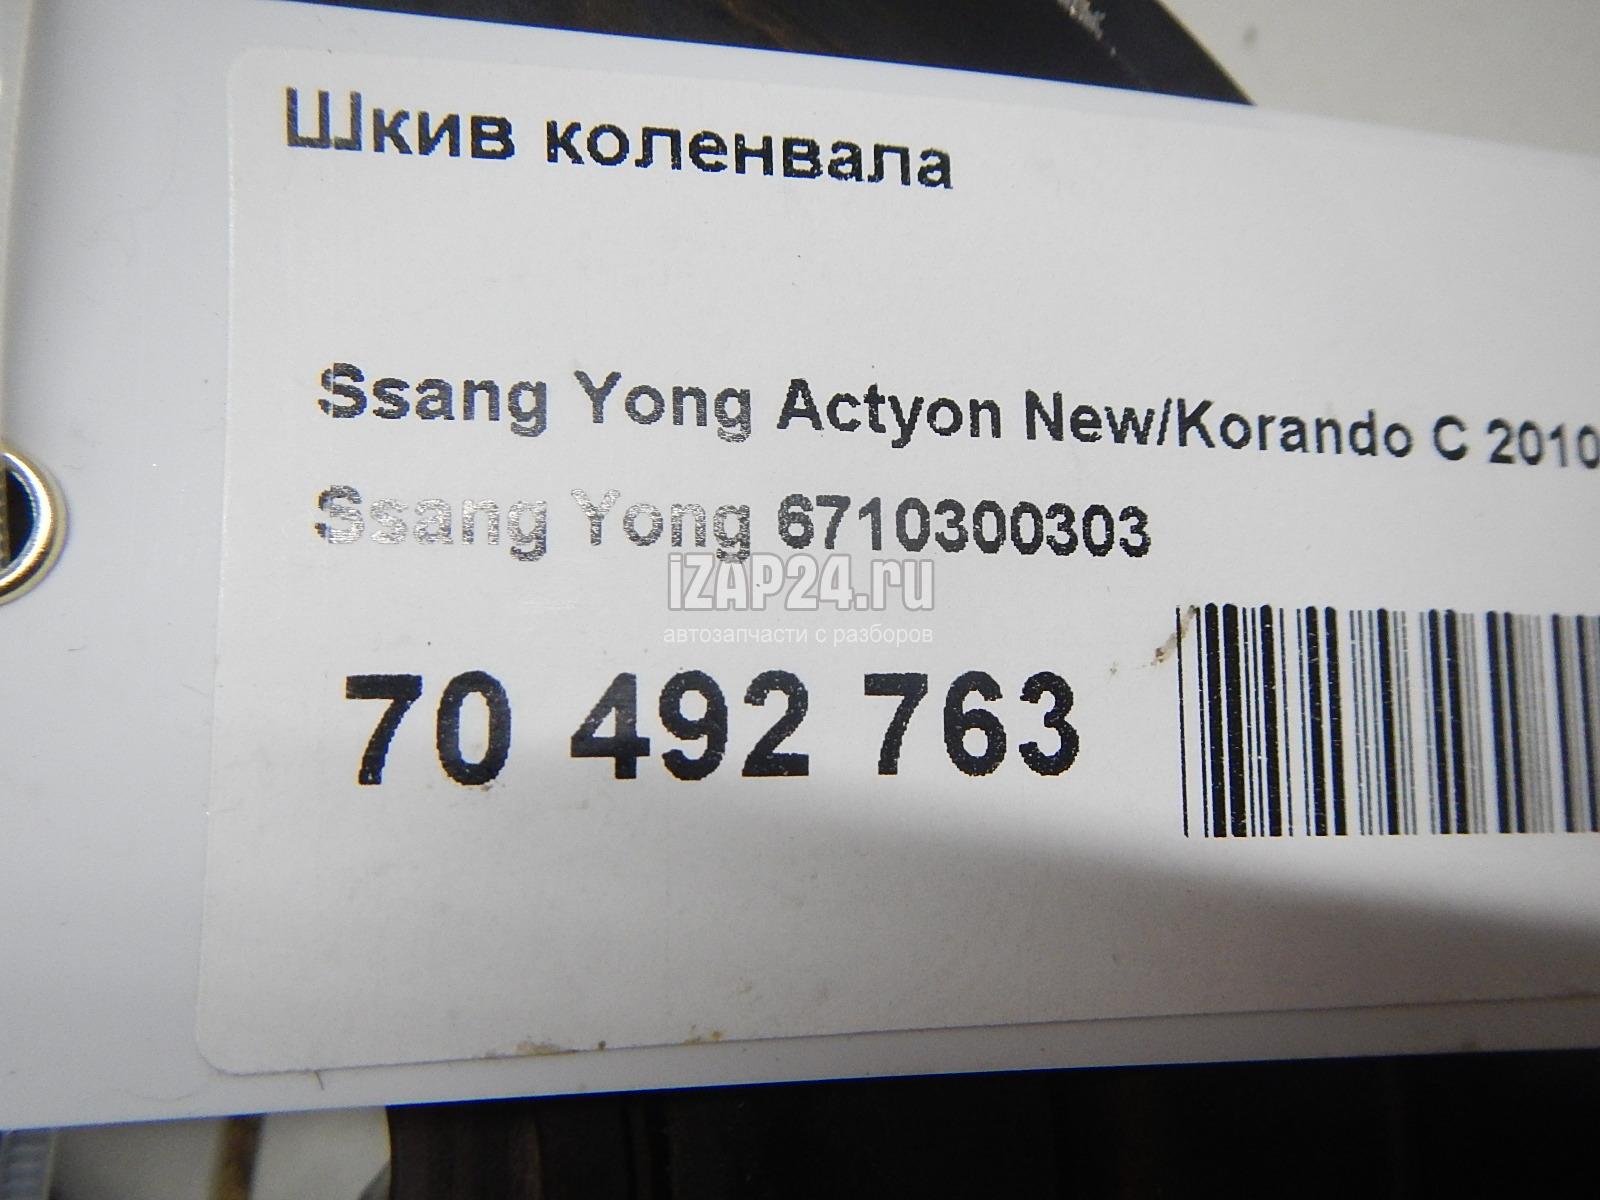 Шкив коленвала
Ssang Yong Actyon New/Korando C 2010
Ssang Yong 6710300303
iZAP24.ru
автозапчасти с разборов
70 492 763